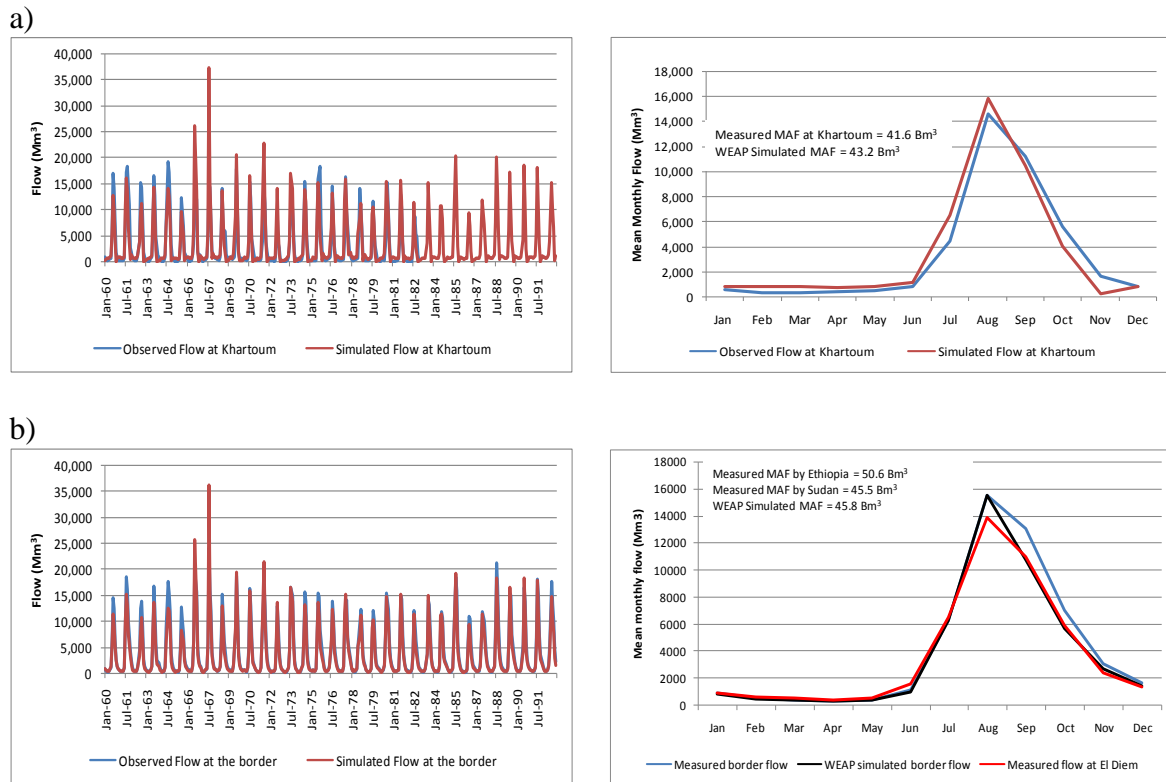 a)
40,000
35,000
30,000
25,000
20,000
15,000
10,000
5,000
0
Flow (Mm³)
Jan-60
Jul-61
Jan-63
Jul-64
Jan-66
Jul-67
Jan-69
Jul-70
Jan-72
Jul-73
Jan-75
Jul-76
Jan-78
Jul-79
Jan-81
Jul-82
Jan-84
Jul-85
Jan-87
Jul-88
Jan-90
Jul-91
Observed Flow at Khartoum Simulated Flow at Khartoum
18,000
16,000
14,000
12,000
10,000
8,000
6,000
4,000
2,000
0
Mean Monthly Flow (Mm³)
Measured MAF at Khartoum = 41.6 Bm³
WEAP Simulated MAF = 43.2 Bm³
Jan Feb Mar Apr May Jun Jul Aug Sep Oct Nov Dec
Observed Flow at Khartoum Simulated Flow at Khartoum
b)
40,000
35,000
30,000
25,000
20,000
15,000
10,000
5,000
0
Flow (Mm³)
Jan-60
Jul-61
Jan-63
Jul-64
Jan-66
Jul-67
Jan-69
Jul-70
Jan-72
Jul-73
Jan-75
Jul-76
Jan-78
Jul-79
Jan-81
Jul-82
Jan-84
Jul-85
Jan-87
Jul-88
Jan-90
Jul-91
Observed Flow at the border Simulated Flow at the border
18000
16000
14000
12000
10000
8000
6000
4000
2000
0
Mean monthly flow (Mm3)
Measured MAF by Ethiopia = 50.6 Bm³
Measured MAF by Sudan = 45.5 Bm³
WEAP Simulated MAF = 45.8 Bm³
Jan Feb Mar Apr May Jun Jul Aug Sep Oct Nov Dec
Measured border flow WEAP simulated border flow Measured flow at El Diem